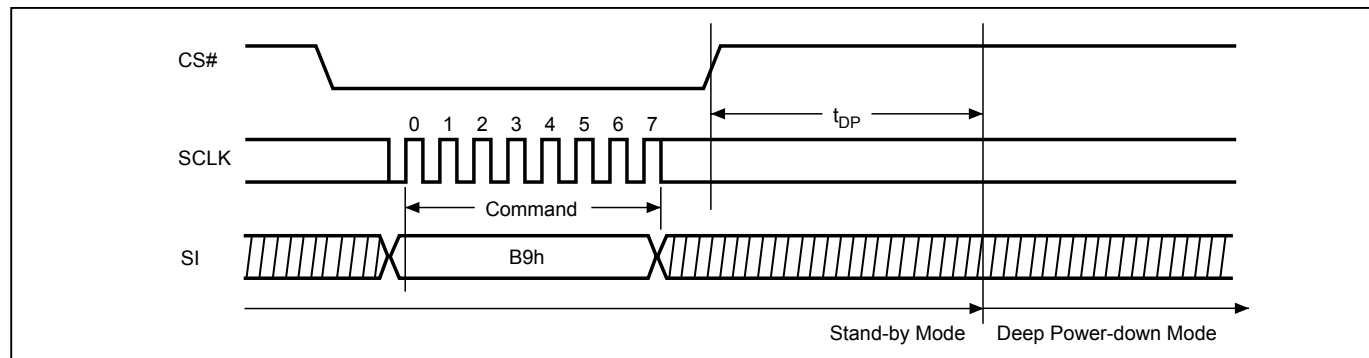 CS#
tDP
0 1 2 3 4 5 6 7
SCLK
Command
SI
B9h
Stand-by Mode
Deep Power-down Mode